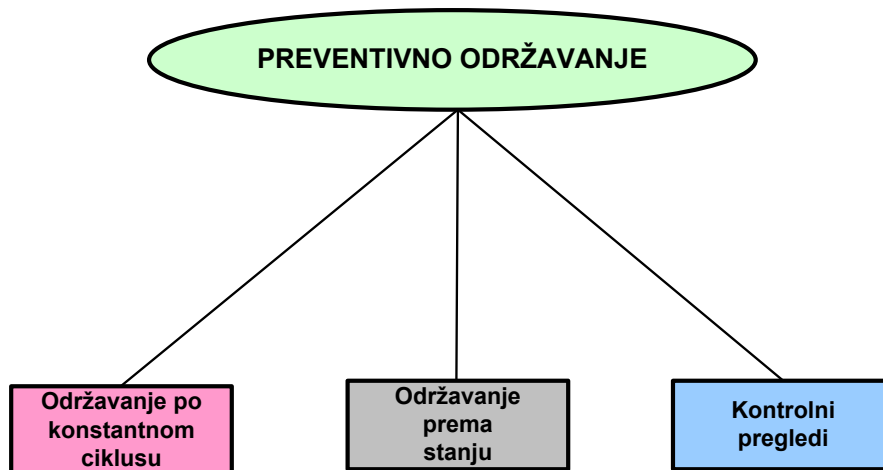 PREVENTIVNO ODRŽAVANJE
Održavanje po
konstantnom
ciklusu
Održavanje
prema
stanju
Kontrolni
pregledi